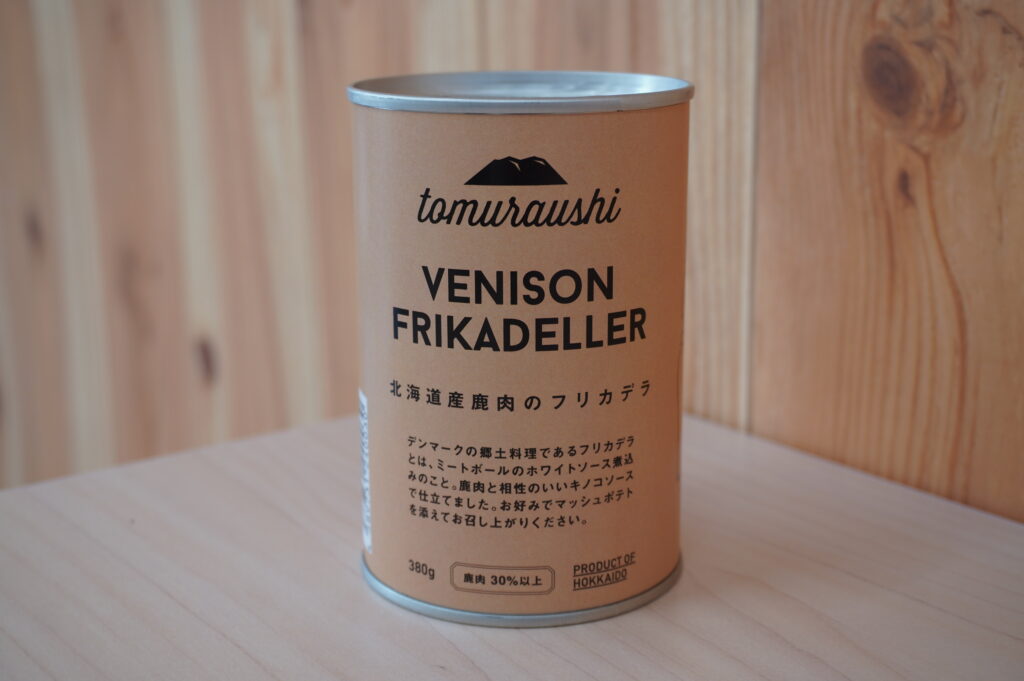 tomuraushi
VENISON
FRIKADELLER
北海道産鹿肉のフリカデラ
デンマークの郷土料理であるフリカデラ
とは、ミートボールのホワイトソース煮込
みのこと。鹿肉と相性のいいキノコソース
で仕立てました。お好みでマッシュポテト
を添えてお召し上がりください。
380g
鹿肉 30%以上
PRODUCT OF
HOKKAIDO